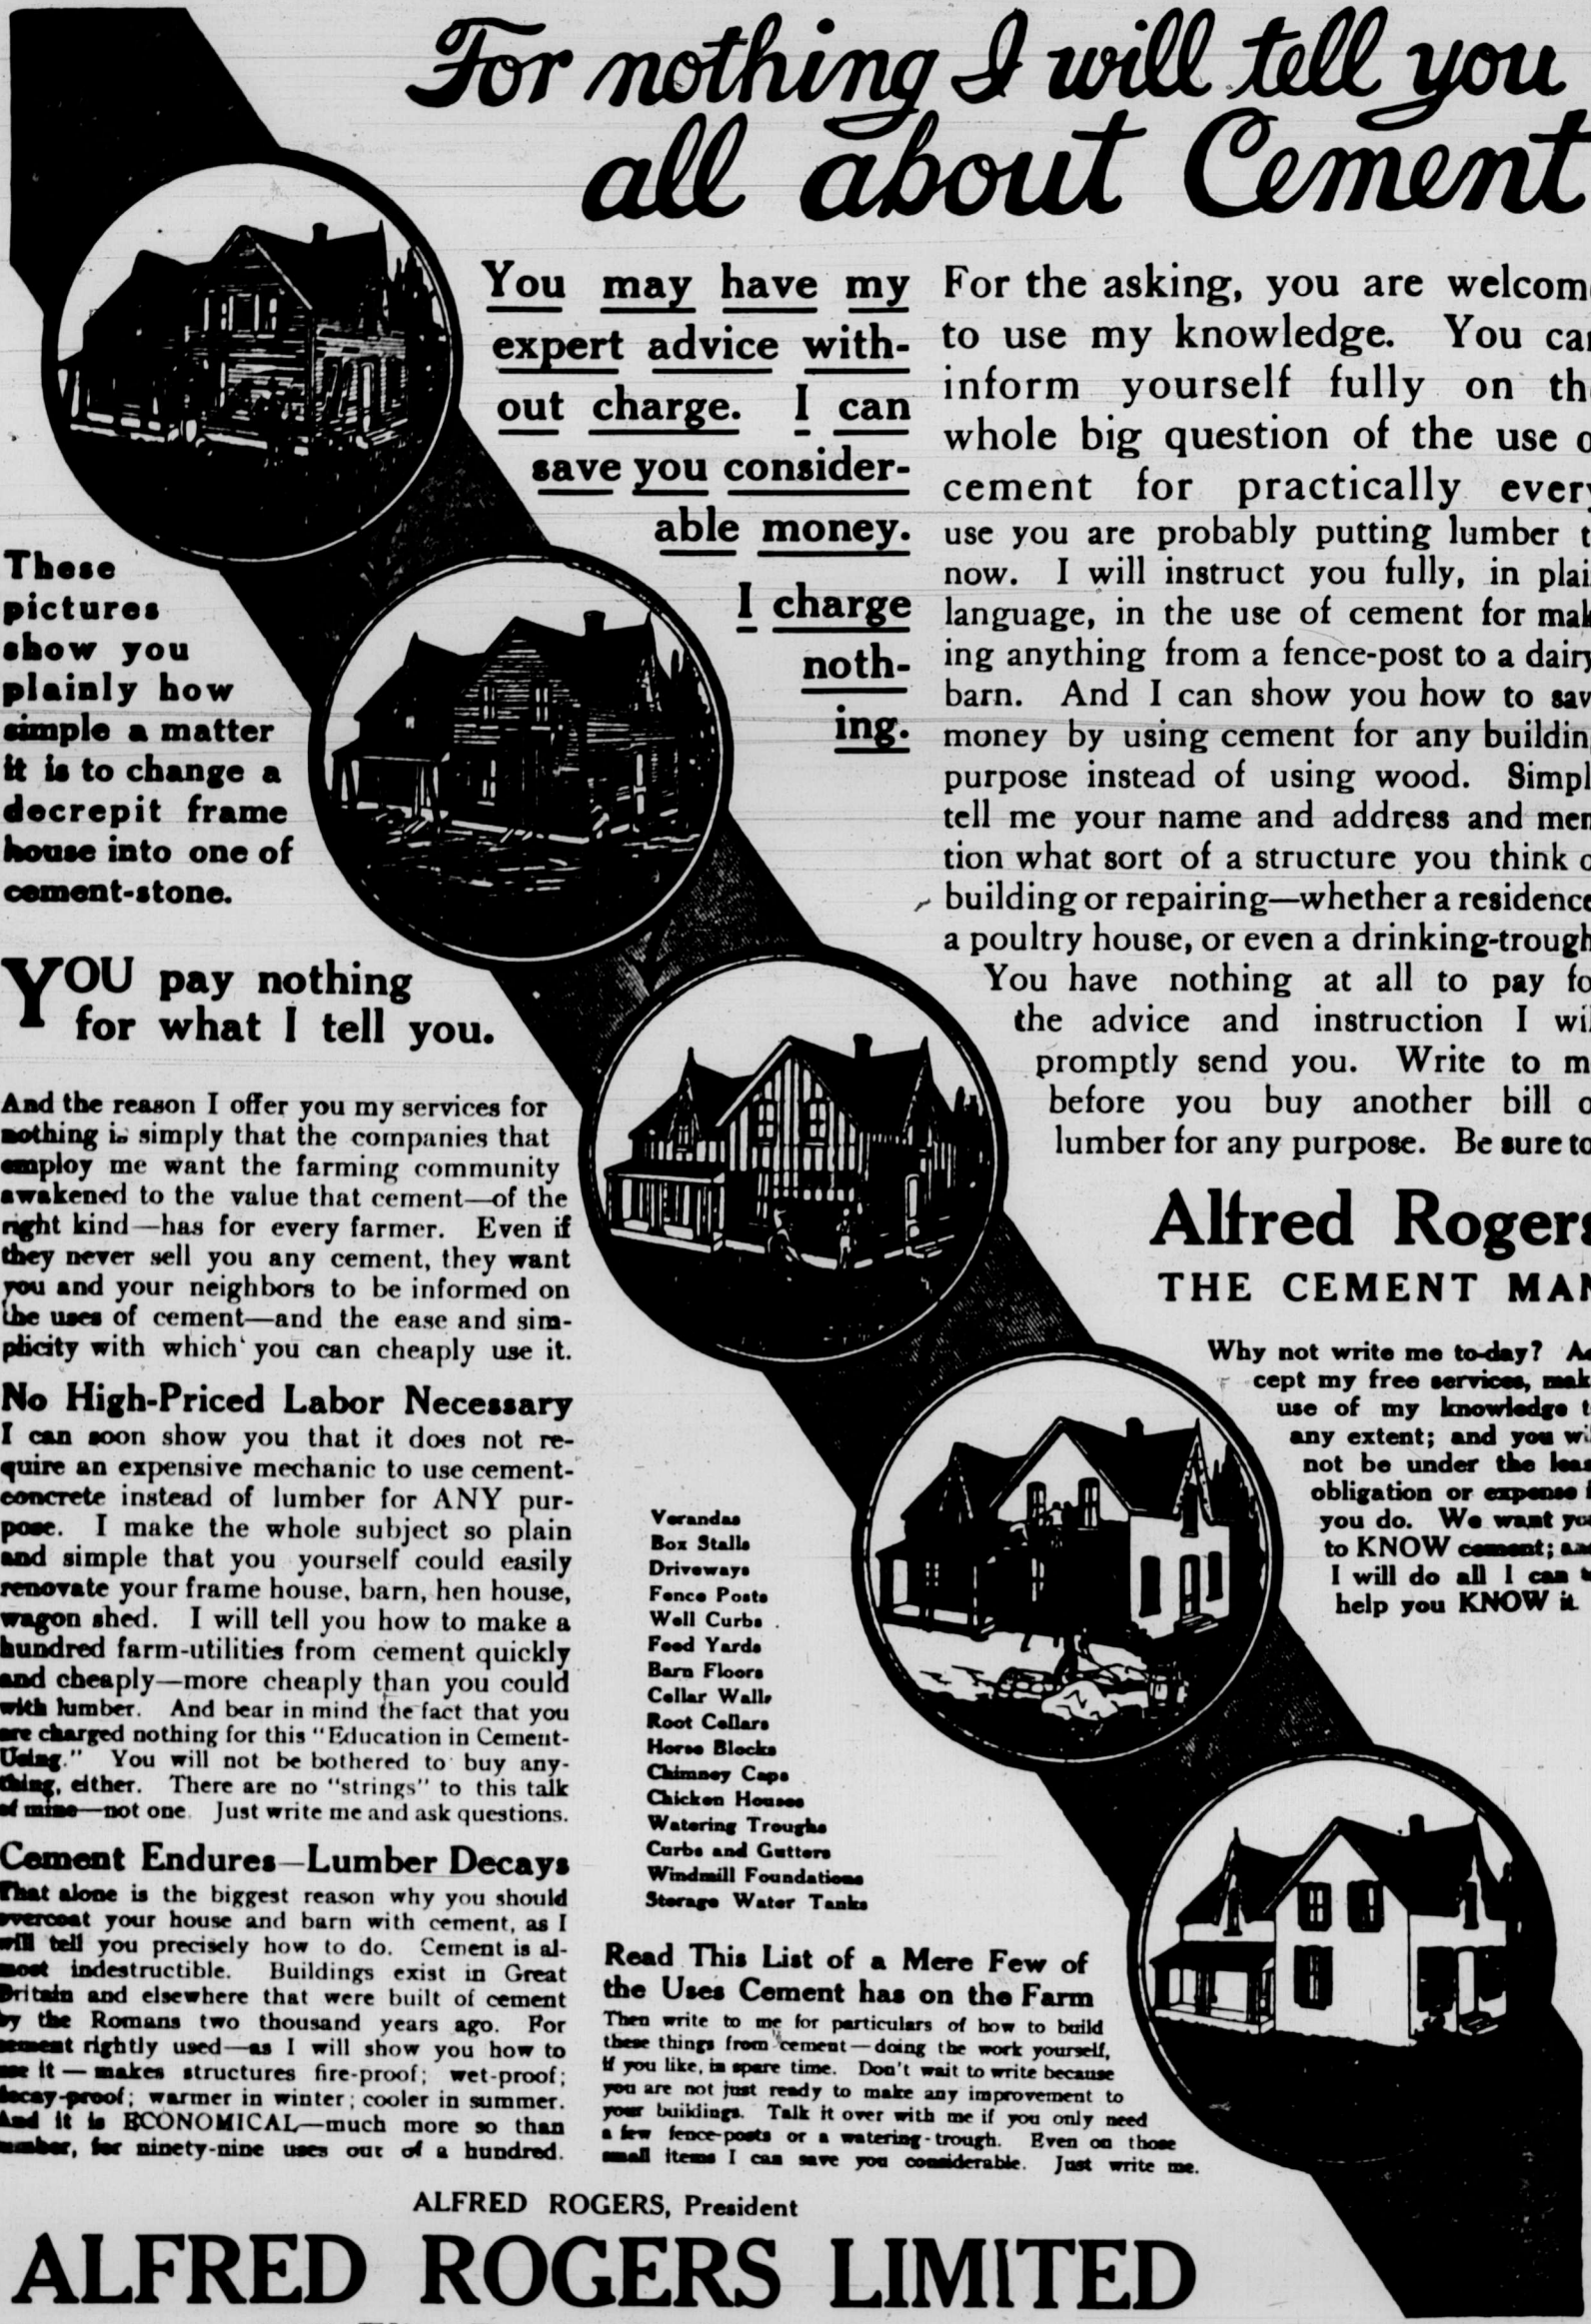 For nothing I will tell you
all about Cement
You may have my
expert advice with-
out charge. I can
save you consider-
able money.
I charge
noth-
ing.
These
pictures
show you
plainly how
simple a matter
it is to change a
decrepit frame
house into one of
cement-stone.
YOU pay nothing
for what I tell you.
And the reason I offer you my services for
nothing is simply that the companies that
employ me want the farming community
awakened to the value that cement—of the
right kind—has for every farmer. Even if
they never sell you any cement, they want
you and your neighbors to be informed on
the uses of cement—and the ease and sim-
plicity with which you can cheaply use it.
No High-Priced Labor Necessary
I can soon show you that it does not re-
quire an expensive mechanic to use cement-
concrete instead of lumber for ANY pur-
pose. I make the whole subject so plain
and simple that you yourself could easily
renovate your frame house, barn, hen house,
wagon shed. I will tell you how to make a
hundred farm-utilities from cement quickly
and cheaply—more cheaply than you could
with lumber. And bear in mind the fact that you
are charged nothing for this "Education in Cement-
Using." You will not be bothered to buy any-
thing, either. There are no "strings" to this talk
of mine—not one. Just write me and ask questions.
Cement Endures—Lumber Decays
That alone is the biggest reason why you should
overcoat your house and barn with cement, as I
will tell you precisely how to do. Cement is al-
most indestructible. Buildings exist in Great
Britain and elsewhere that were built of cement
by the Romans two thousand years ago. For
cement rightly used—as I will show you how to
use it — makes structures fire-proof; wet-proof;
decay-proof; warmer in winter; cooler in summer.
And it is ECONOMICAL—much more so than
lumber, for ninety-nine uses out of a hundred.
Verandas
Box Stalls
Driveways
Fence Posts
Well Curbs
Feed Yards
Barn Floors
Cellar Walls
Root Cellars
Horse Blocks
Chimney Caps
Chicken Houses
Watering Troughs
Curbs and Gutters
Windmill Foundations
Storage Water Tanks
Read This List of a Mere Few of
the Uses Cement has on the Farm
Then write to me for particulars of how to build
these things from cement—doing the work yourself,
if you like, in spare time. Don't wait to write because
you are not just ready to make any improvement to
your buildings. Talk it over with me if you only need
a few fence-posts or a watering-trough. Even on those
small items I can save you considerable. Just write me.
For the asking, you are welcom
to use my knowledge. You ca
inform yourself fully on th
whole big question of the use o
cement for practically ever
use you are probably putting lumber t
now. I will instruct you fully, in plai
language, in the use of cement for mak
ing anything from a fence-post to a dairy
barn. And I can show you how to sav
money by using cement for any buildin
purpose instead of using wood. Simpl
tell me your name and address and men
tion what sort of a structure you think o
building or repairing—whether a residence
a poultry house, or even a drinking-trough
You have nothing at all to pay fo
the advice and instruction I wil
promptly send you. Write to m
before you buy another bill o
lumber for any purpose. Be sure to
Alfred Rogers
THE CEMENT MAN
Why not write me to-day? Ac
cept my free services, mak
use of my knowledge t
any extent; and you wil
not be under the leas
obligation or expense i
you do. We want you
to KNOW cement; and
I will do all I can t
help you KNOW it.
ALFRED ROGERS, President
ALFRED ROGERS LIMITED